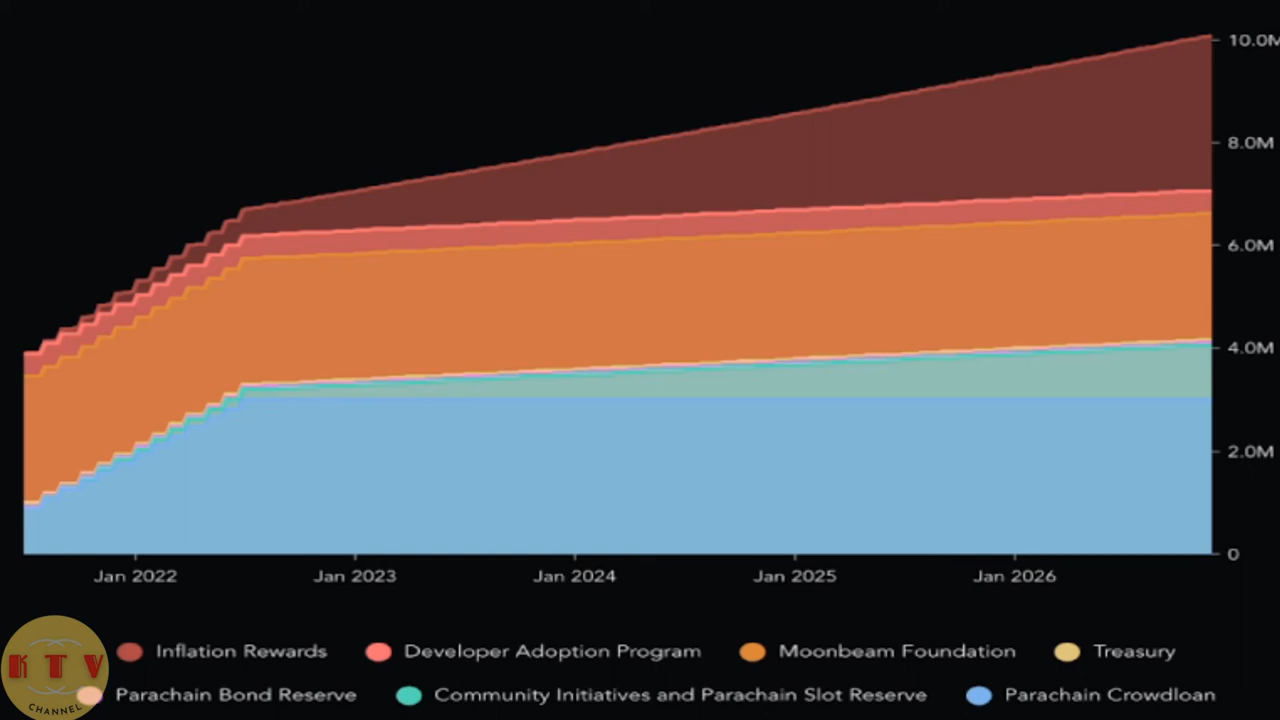 10.0M
8.0M
6.0M
4.0M
2.0M
0
Jan 2022 Jan 2023 Jan 2024 Jan 2025 Jan 2026
Inflation Rewards Developer Adoption Program Moonbeam Foundation Treasury
Parachain Bond Reserve Community Initiatives and Parachain Slot Reserve Parachain Crowdloan
KTV
CHANNEL